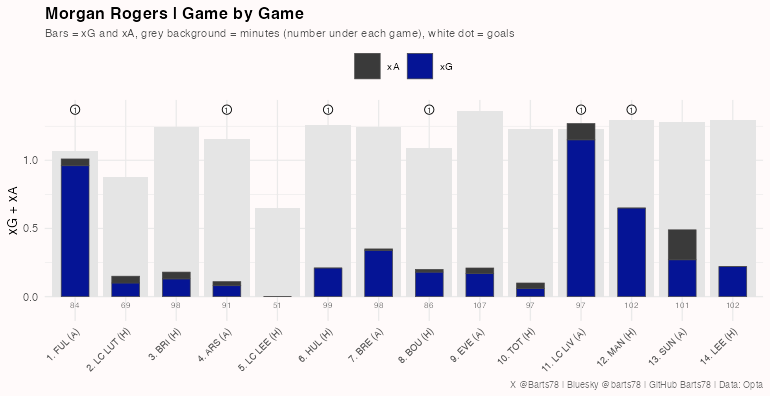 Morgan Rogers | Game by Game
Bars = xG and xA, grey background = minutes (number under each game), white dot = goals
xA xG
1 1 1 1 1 1
xG + xA
1.0
0.5
0.0
84 69 98 91 51 99 98 86 107 97 97 102 101 102
1. FUL (A) 2. LC LUT (H) 3. BRI (H) 4. ARS (A) 5. LC LEE (H) 6. HUL (H) 7. BRE (A) 8. BOU (H) 9. EVE (A) 10. TOT (H) 11. LC LIV (A) 12. MAN (H) 13. SUN (A) 14. LEE (H)
X @Barts78 | Bluesky @barts78 | GitHub Barts78 | Data: Opta